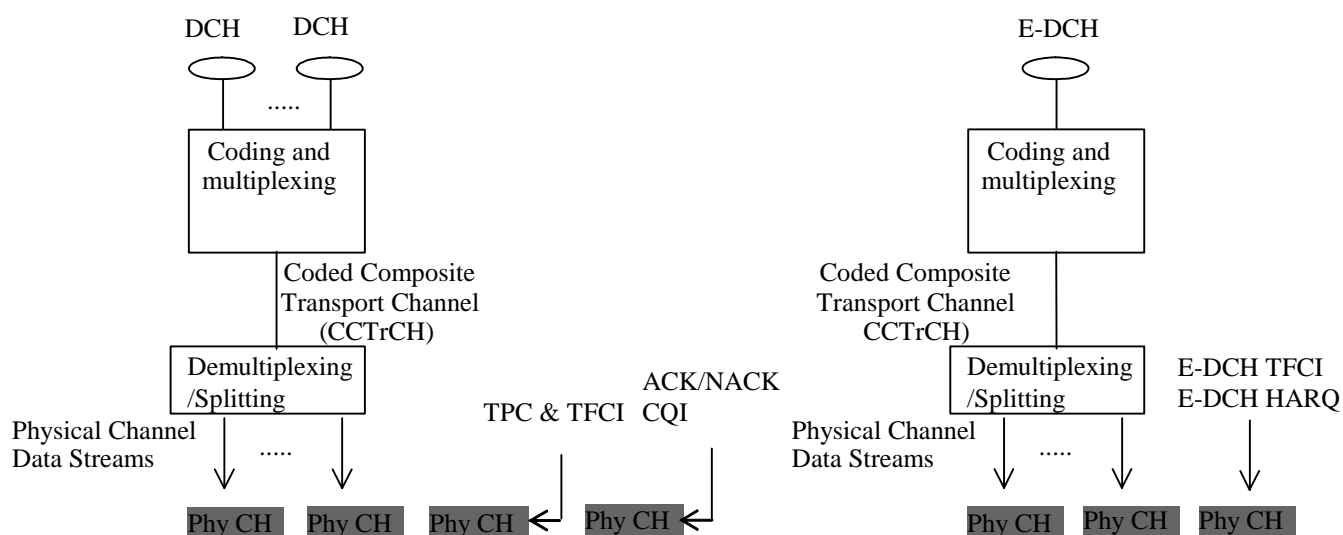 DCH DCH
.....
Coding and
multiplexing
Coded Composite
Transport Channel
(CCTrCH)
Demultiplexing
/Splitting
Physical Channel
Data Streams
.....
TPC & TFCI
ACK/NACK
CQI
Phy CH Phy CH Phy CH Phy CH
E-DCH
Coding and
multiplexing
Coded Composite
Transport Channel
CCTrCH)
Demultiplexing
/Splitting
Physical Channel
Data Streams
.....
E-DCH TFCI
E-DCH HARQ
Phy CH Phy CH Phy CH